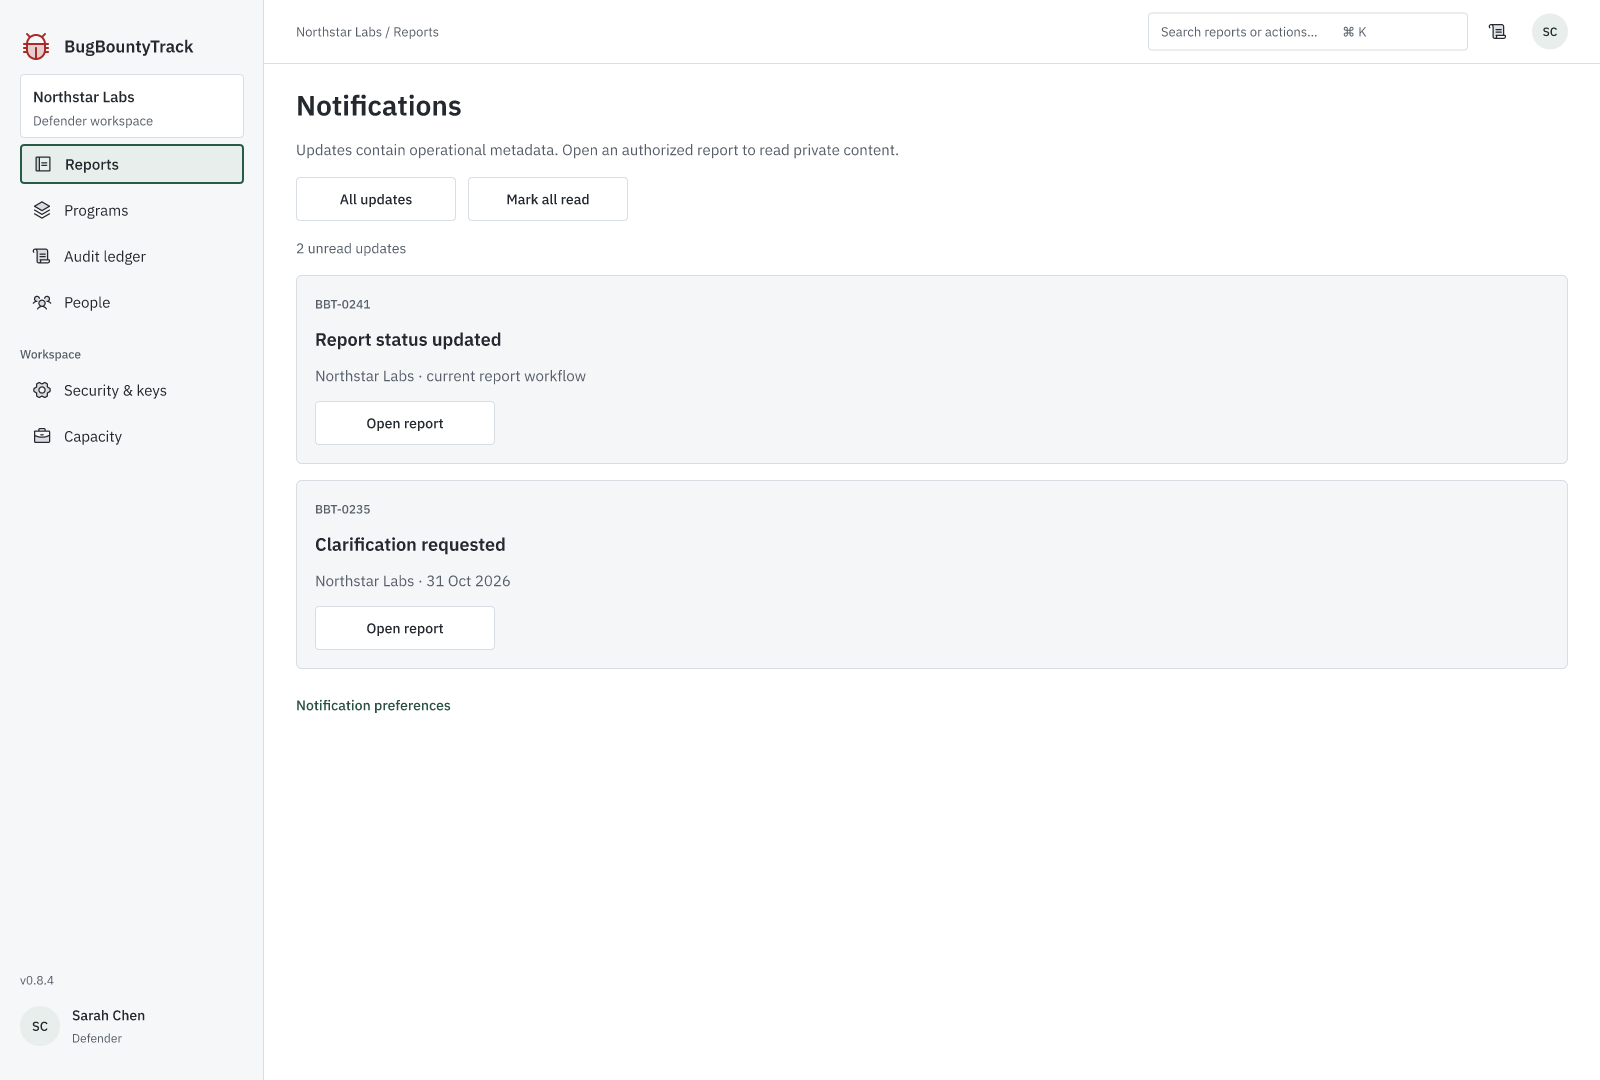 BugBountyTrack
Northstar Labs
Defender workspace
Reports
Programs
Audit ledger
People
Workspace
Security & keys
Capacity
v0.8.4
SC
Sarah Chen
Defender
Northstar Labs / Reports
Search reports or actions... ⌘ K
SC
Notifications
Updates contain operational metadata. Open an authorized report to read private content.
All updates
Mark all read
2 unread updates
BBT-0241
Report status updated
Northstar Labs · current report workflow
Open report
BBT-0235
Clarification requested
Northstar Labs · 31 Oct 2026
Open report
Notification preferences